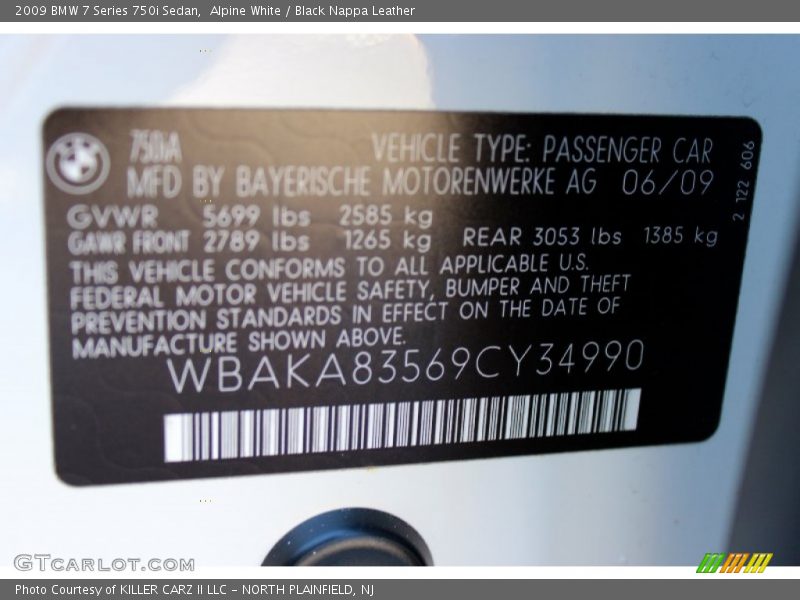 2009 BMW 7 Series 750i Sedan,  Alpine White / Black Nappa Leather
750iA
VEHICLE TYPE: PASSENGER CAR
MFD BY BAYERISCHE MOTORENWERKE AG 06/09
GVWR 5699 lbs 2585 kg
GAWR FRONT 2789 lbs 1265 kg REAR 3053 lbs 1385 kg
THIS VEHICLE CONFORMS TO ALL APPLICABLE U.S.
FEDERAL MOTOR VEHICLE SAFETY, BUMPER AND THEFT
PREVENTION STANDARDS IN EFFECT ON THE DATE OF
MANUFACTURE SHOWN ABOVE.
WBAKA83569CY34990
2 122 606
GTCARLOT.COM
Photo Courtesy of KILLER CARZ II LLC - NORTH PLAINFIELD, NJ